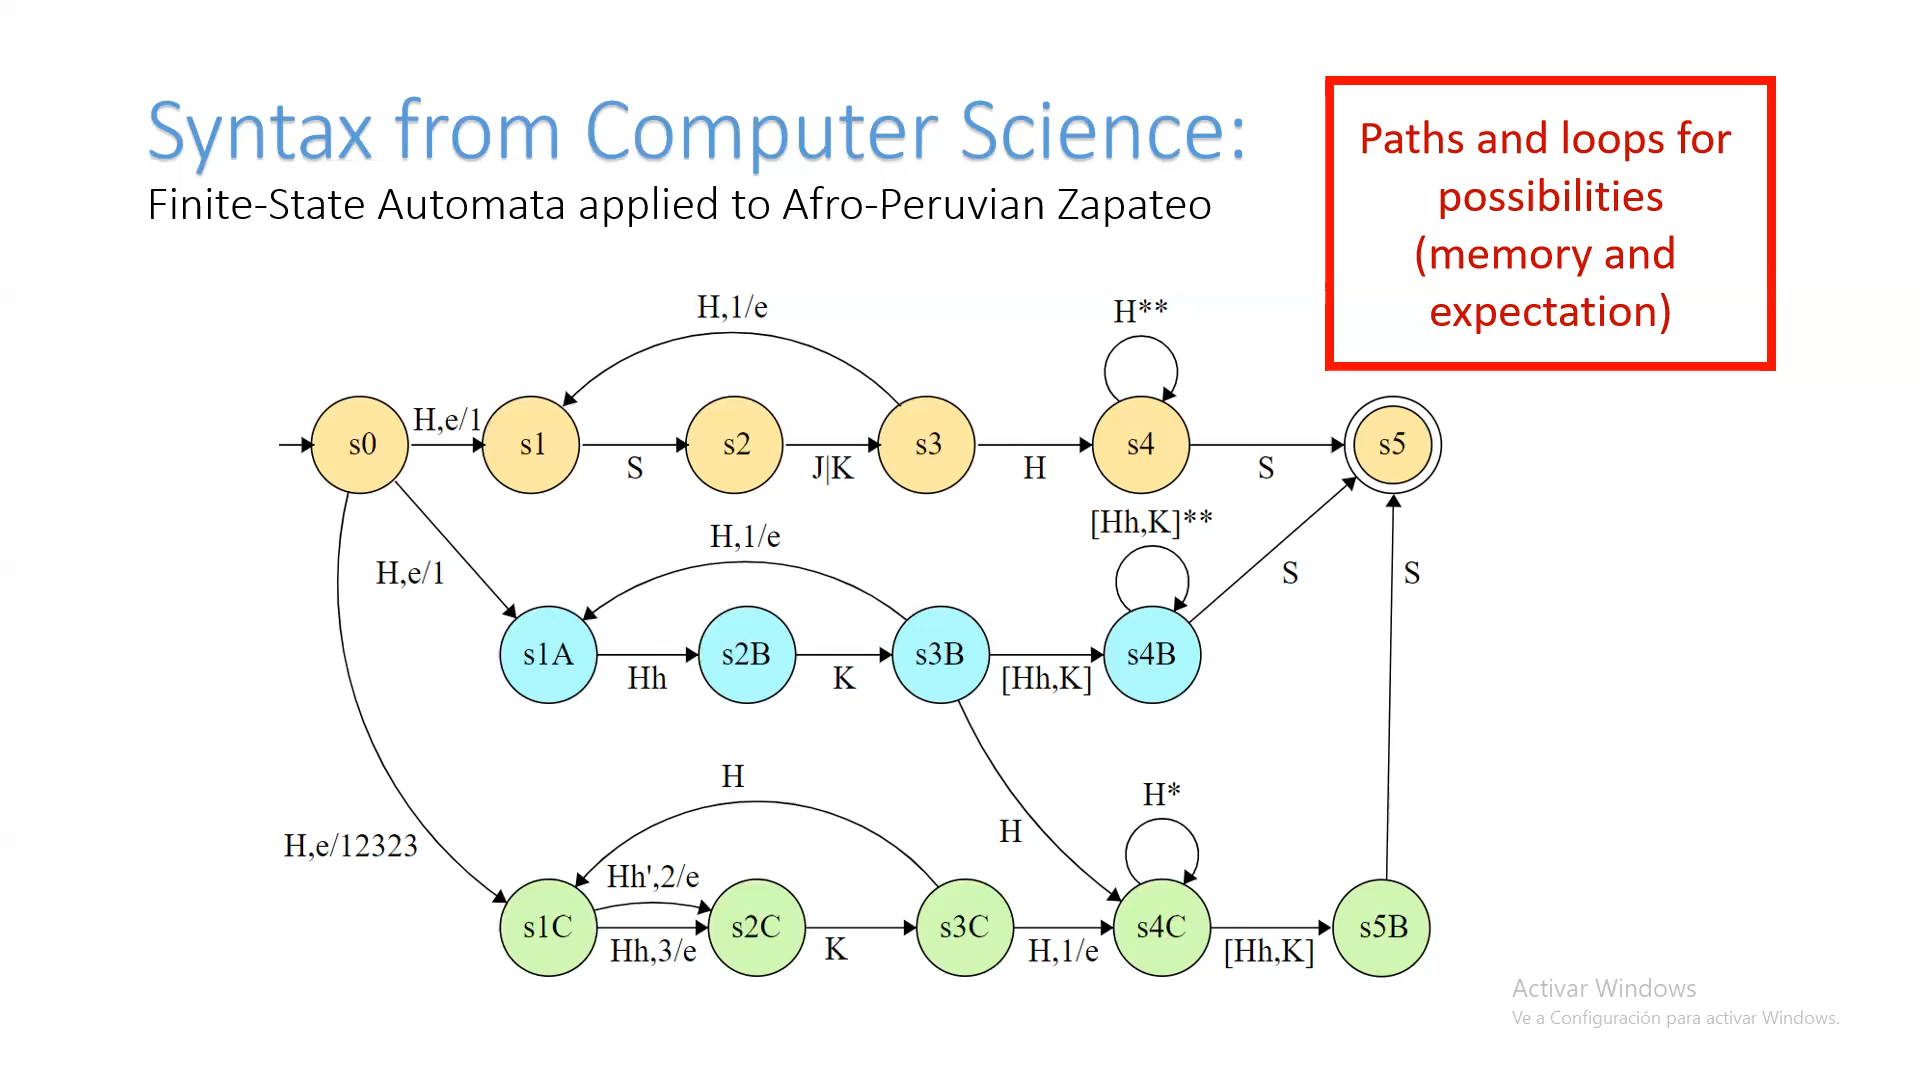 Syntax from Computer Science:
Finite-State Automata applied to Afro-Peruvian Zapateo
Paths and loops for
possibilities
(memory and
expectation)
H,1/e
H**
s0
H,e/1
s1
S
s2
J|K
s3
H
s4
S
s5
H,e/1
H,1/e
[Hh,K]**
S
S
s1A
Hh
s2B
K
s3B
[Hh,K]
s4B
H
H
H*
H,e/12323
Hh',2/e
s1C
Hh,3/e
s2C
K
s3C
H,1/e
s4C
[Hh,K]
s5B
Activar Windows
Ve a Configuración para activar Windows.